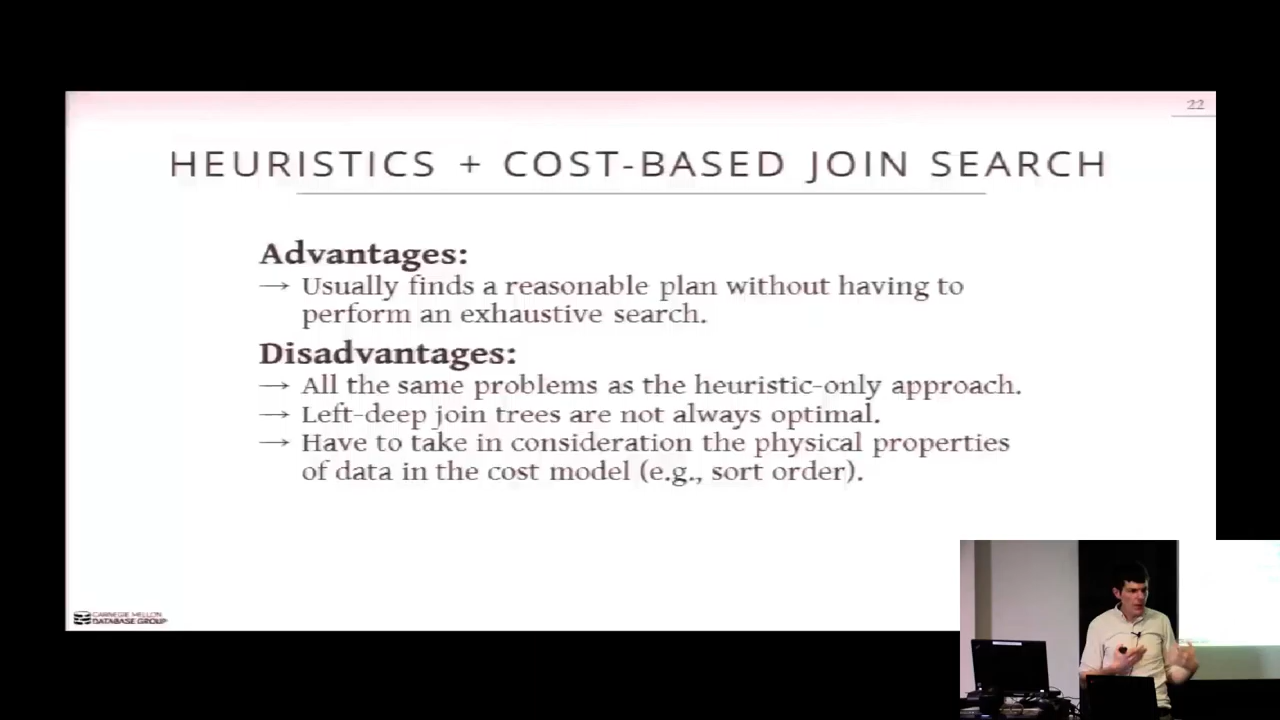 22
HEURISTICS + COST-BASED JOIN SEARCH
Advantages:
→ Usually finds a reasonable plan without having to
perform an exhaustive search.
Disadvantages:
→ All the same problems as the heuristic-only approach.
→ Left-deep join trees are not always optimal.
→ Have to take in consideration the physical properties
of data in the cost model (e.g., sort order).
CARNEGIE MELLON
DATABASE GROUP